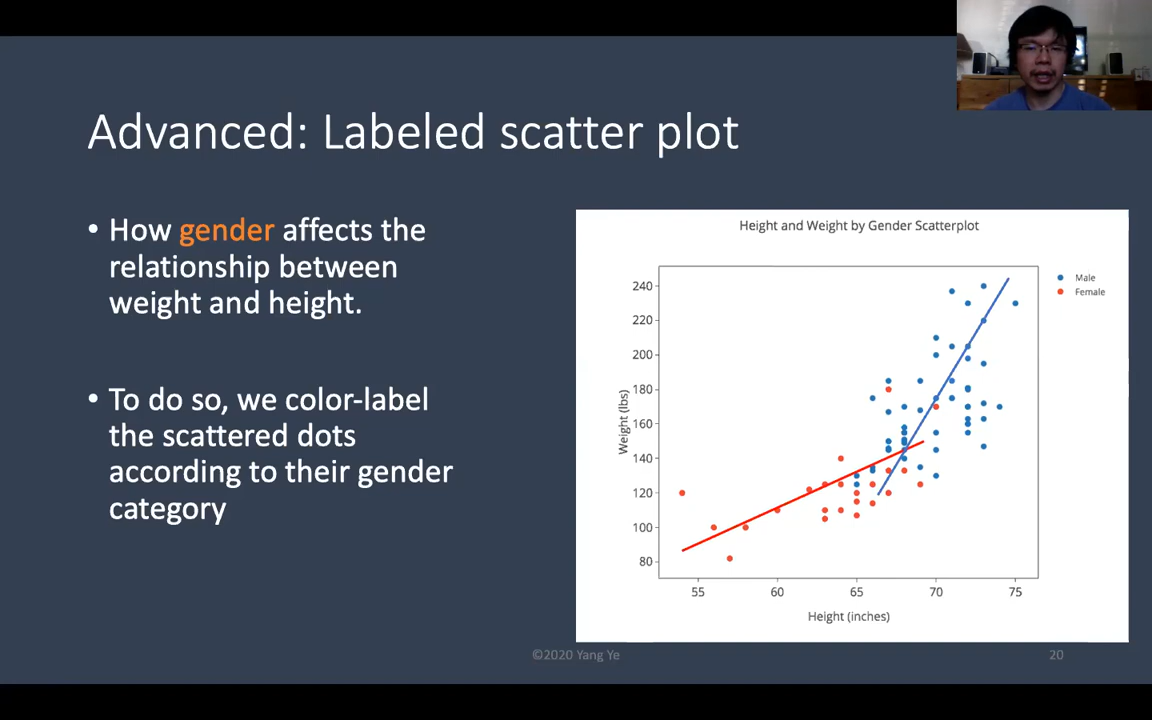 Advanced: Labeled scatter plot
• How gender affects the
relationship between
weight and height.
• To do so, we color-label
the scattered dots
according to their gender
category
Height and Weight by Gender Scatterplot
Male
Female
240
220
200
180
160
140
120
100
80
Weight (lbs)
55 60 65 70 75
Height (inches)
©2020 Yang Ye
20